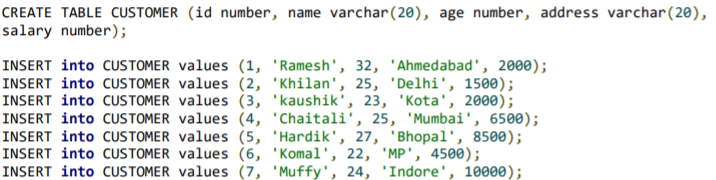 CREATE TABLE CUSTOMER (id number, name varchar(20), age number, address varchar(20),
salary number);
INSERT into CUSTOMER values (1, 'Ramesh', 32, 'Ahmedabad', 2000);
INSERT into CUSTOMER values (2, 'Khilan', 25, 'Delhi', 1500);
INSERT into CUSTOMER values (3, 'kaushik', 23, 'Kota', 2000);
INSERT into CUSTOMER values (4, 'Chaitali', 25, 'Mumbai', 6500);
INSERT into CUSTOMER values (5, 'Hardik', 27, 'Bhopal', 8500);
INSERT into CUSTOMER values (6, 'Komal', 22, 'MP', 4500);
INSERT into CUSTOMER values (7, 'Muffy', 24, 'Indore', 10000);